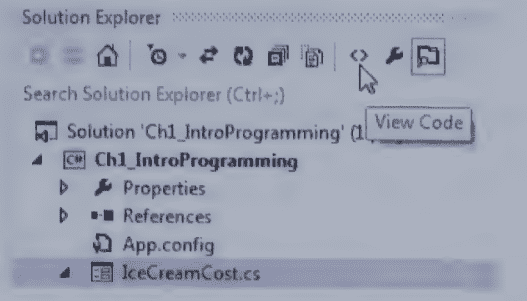 Solution Explorer
Search Solution Explorer (Ctrl+;)
Solution 'Ch1_IntroProgramming' (1
View Code
C# Ch1_IntroProgramming
Properties
References
App.config
IceCreamCost.cs